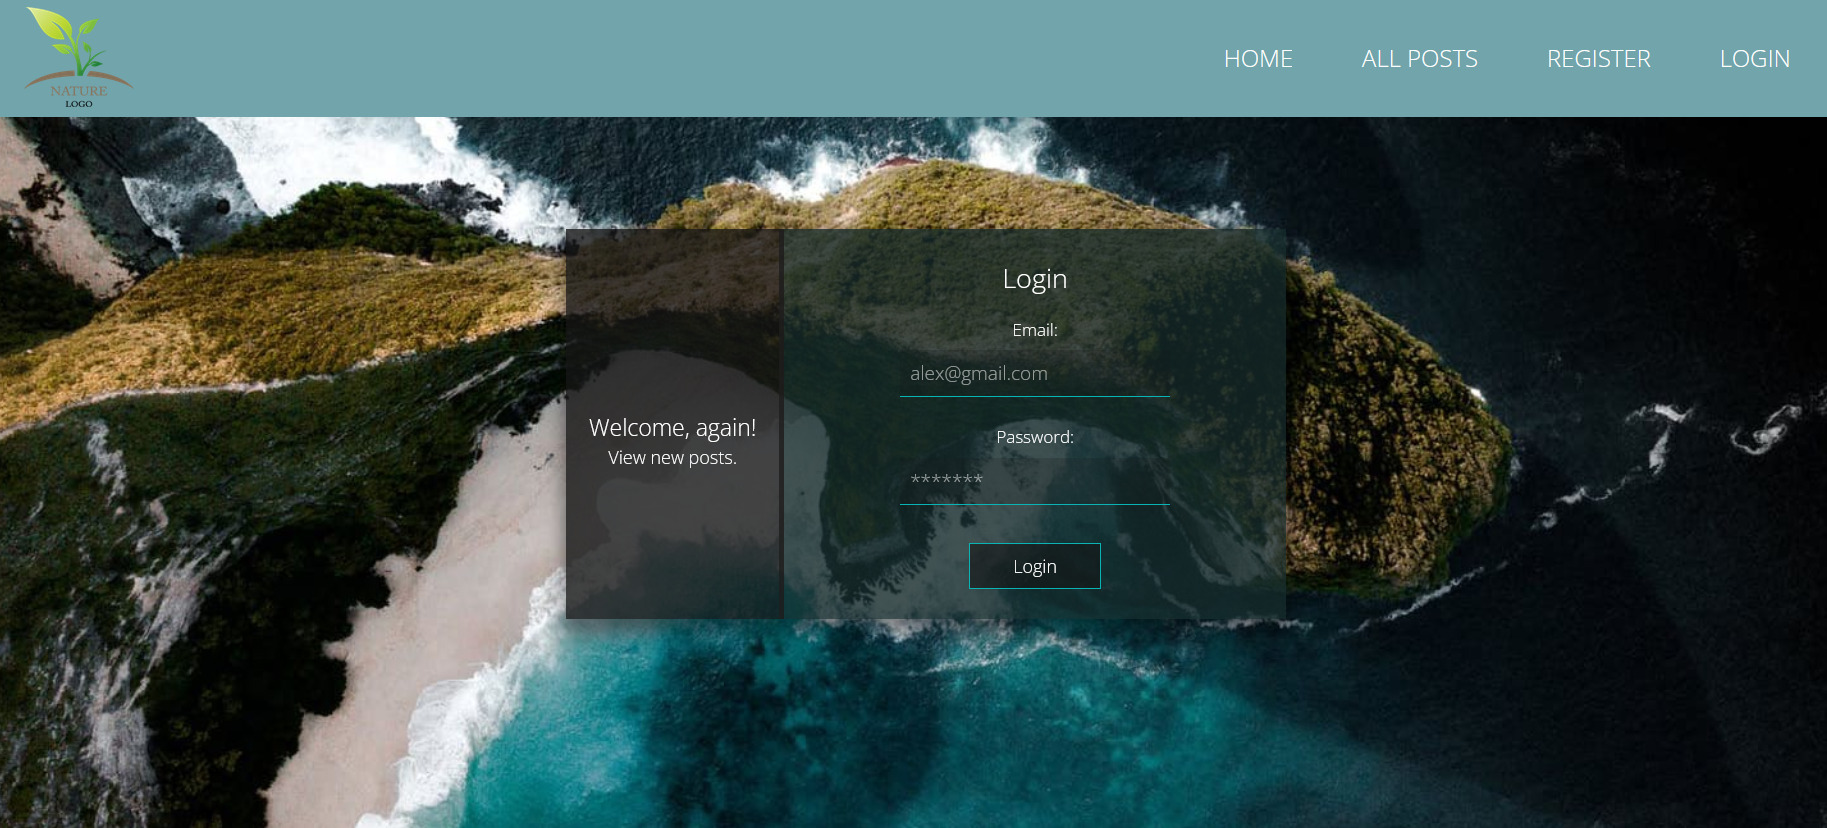 NATURE
LOGO
HOME ALL POSTS REGISTER LOGIN
Welcome, again!
View new posts.
Login
Email:
alex@gmail.com
Password:
*******
Login